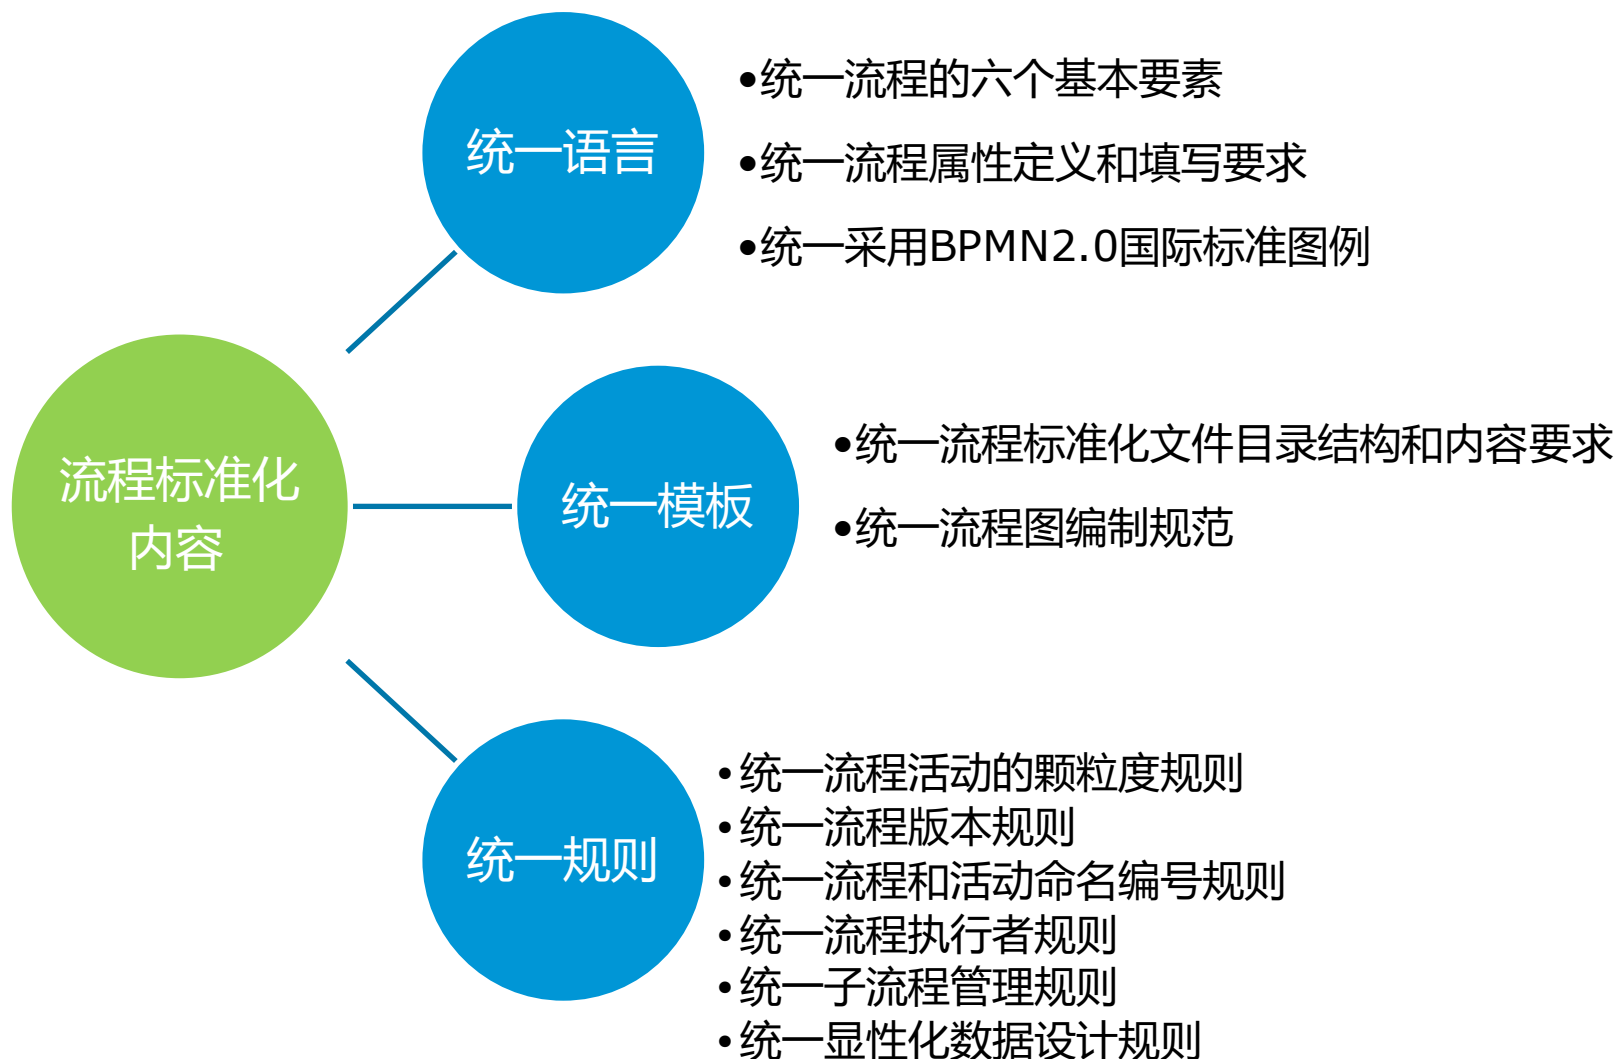 统一语言
•统一流程的六个基本要素
•统一流程属性定义和填写要求
•统一采用BPMN2.0国际标准图例
流程标准化
内容
统一模板
•统一流程标准化文件目录结构和内容要求
•统一流程图编制规范
统一规则
•统一流程活动的颗粒度规则
•统一流程版本规则
•统一流程和活动命名编号规则
•统一流程执行者规则
•统一子流程管理规则
•统一显性化数据设计规则